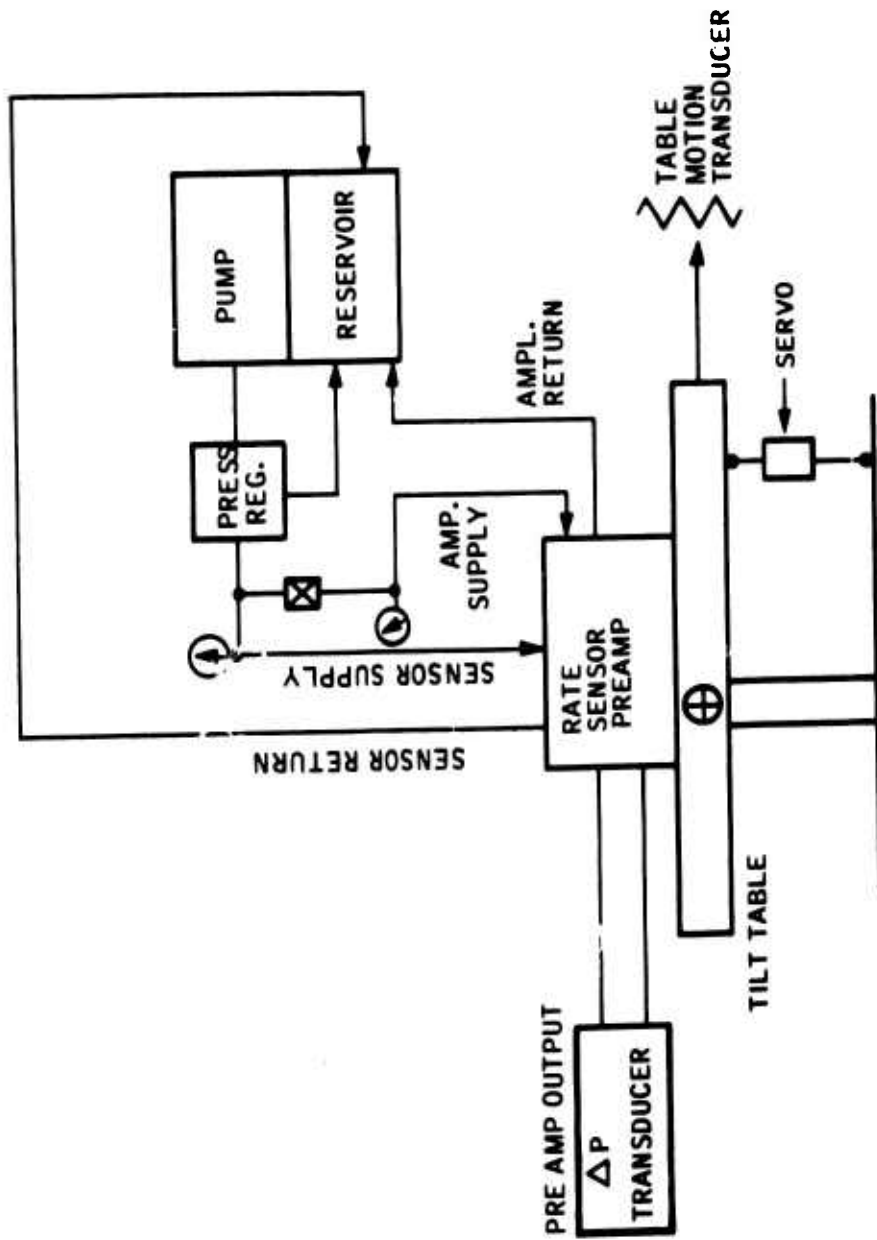 PUMP
RESERVOIR
PRESS
REG.
AMPL.
RETURN
AMP.
SUPPLY
SENSOR SUPPLY
SENSOR RETURN
TABLE
MOTION
TRANSDUCER
SERVO
RATE
SENSOR
PREAMP
TILT TABLE
PRE AMP OUTPUT
ΔP
TRANSDUCER